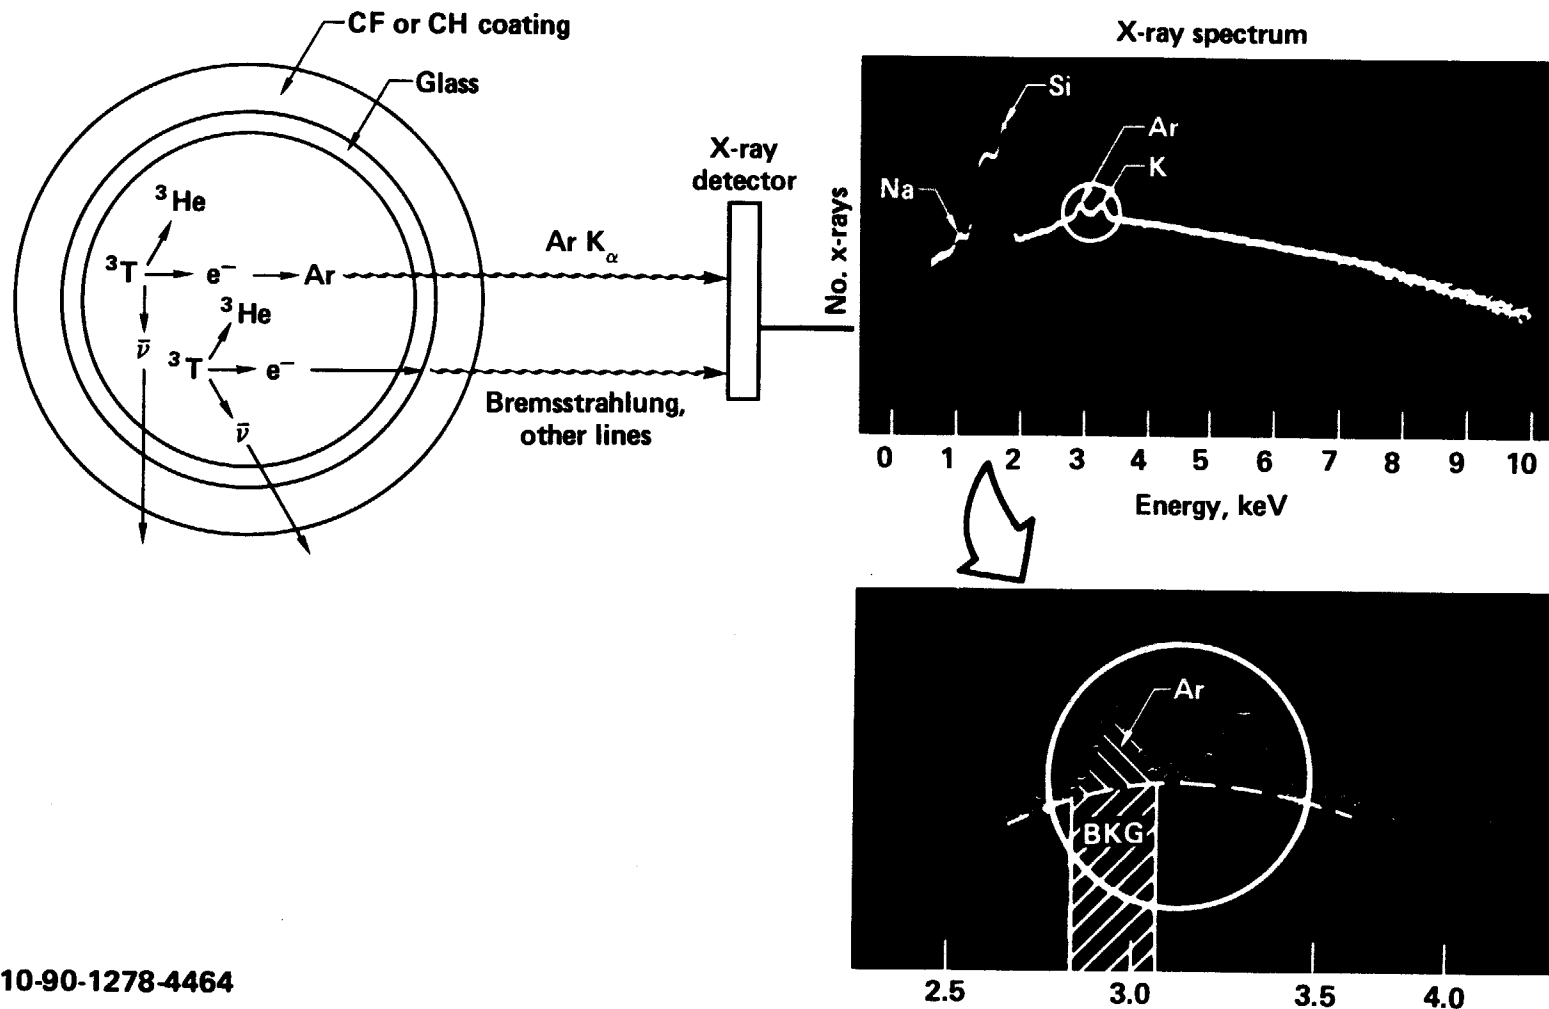 CF or CH coating
Glass
³He
³T
e⁻
Ar
ν̄
³He
³T
e⁻
ν̄
Ar Kα
Bremsstrahlung,
other lines
X-ray
detector
X-ray spectrum
No. x-rays
Si
Ar
K
Na
0 1 2 3 4 5 6 7 8 9 10
Energy, keV
Ar
BKG
2.5 3.0 3.5 4.0
10-90-1278-4464